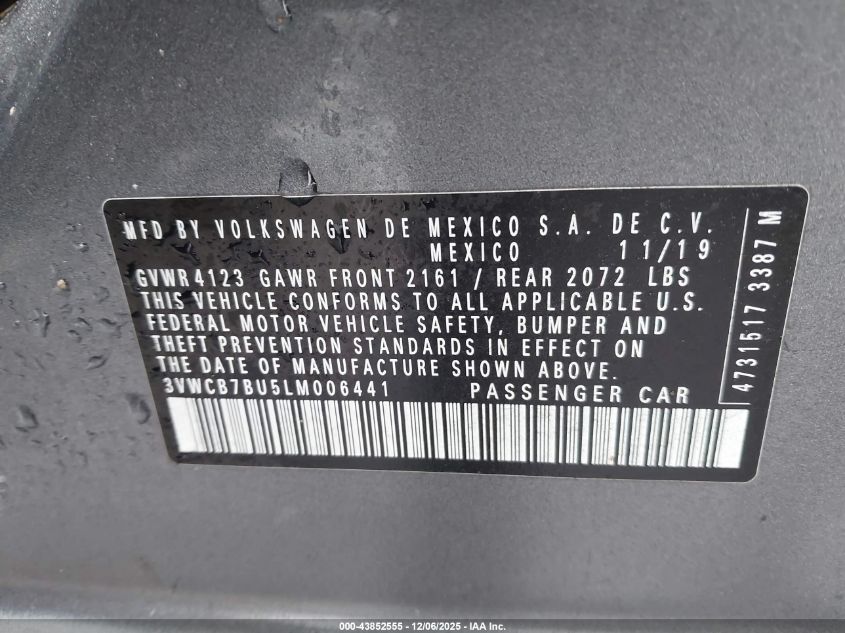 MFD BY VOLKSWAGEN DE MEXICO S.A. DE C.V.
MEXICO 11/19
GVWR 4123 GAWR FRONT 2161 / REAR 2072 LBS
THIS VEHICLE CONFORMS TO ALL APPLICABLE U.S.
FEDERAL MOTOR VEHICLE SAFETY, BUMPER AND
THEFT PREVENTION STANDARDS IN EFFECT ON
THE DATE OF MANUFACTURE SHOWN ABOVE.
3VWCB7BU5LM006441 PASSENGER CAR
4731517 3387 M
000-43852555 - 12/06/2025 - IAA Inc.